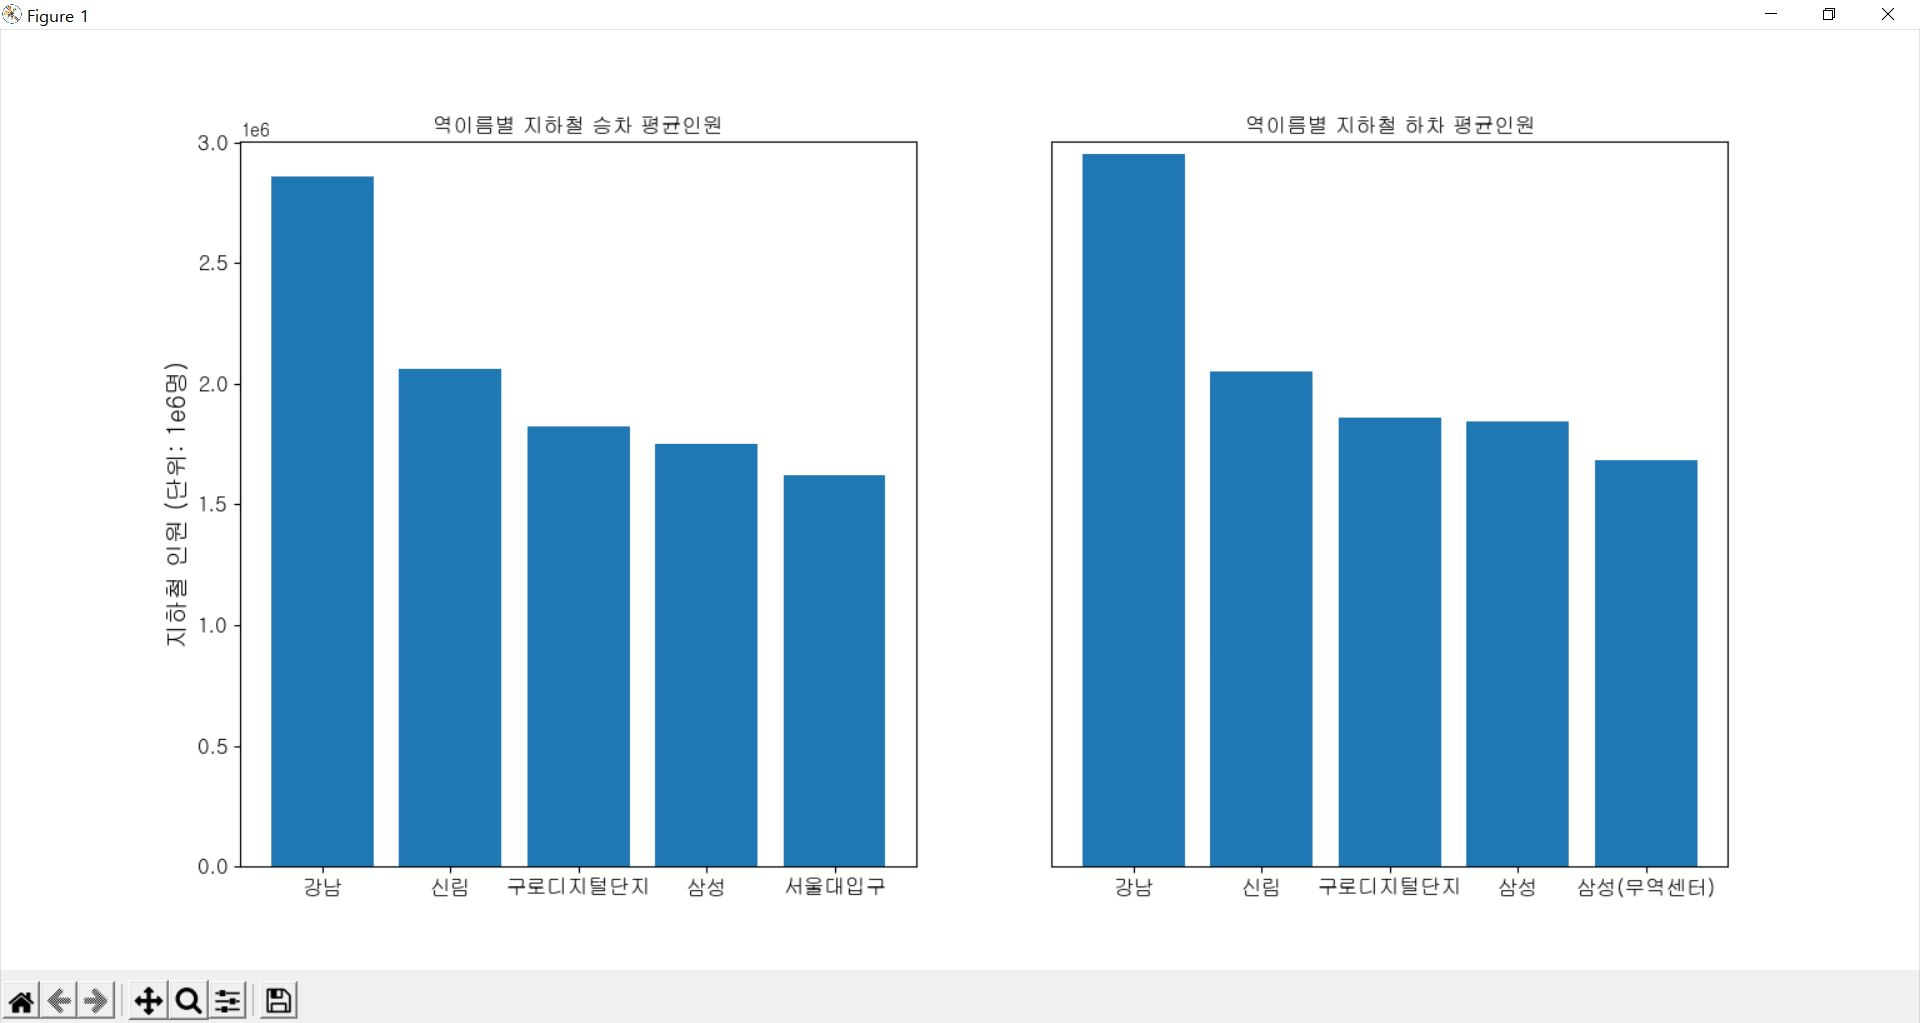 Figure 1
역이름별 지하철 승차 평균인원
역이름별 지하철 하차 평균인원
1e6
3.0
2.5
2.0
1.5
1.0
0.5
0.0
지하철 인원 (단위: 1e6명)
강남 신림 구로디지털단지 삼성 서울대입구
강남 신림 구로디지털단지 삼성 삼성(무역센터)